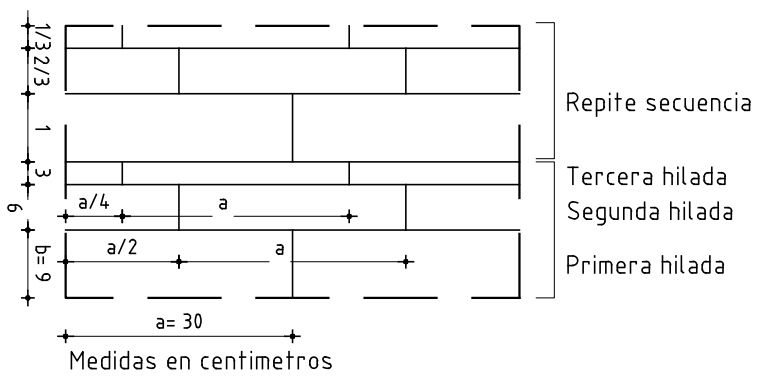 1/3
2/3
Repite secuencia
1
3
Tercera hilada
a/4
a
6
Segunda hilada
a/2
a
b= 9
Primera hilada
a= 30
Medidas en centimetros